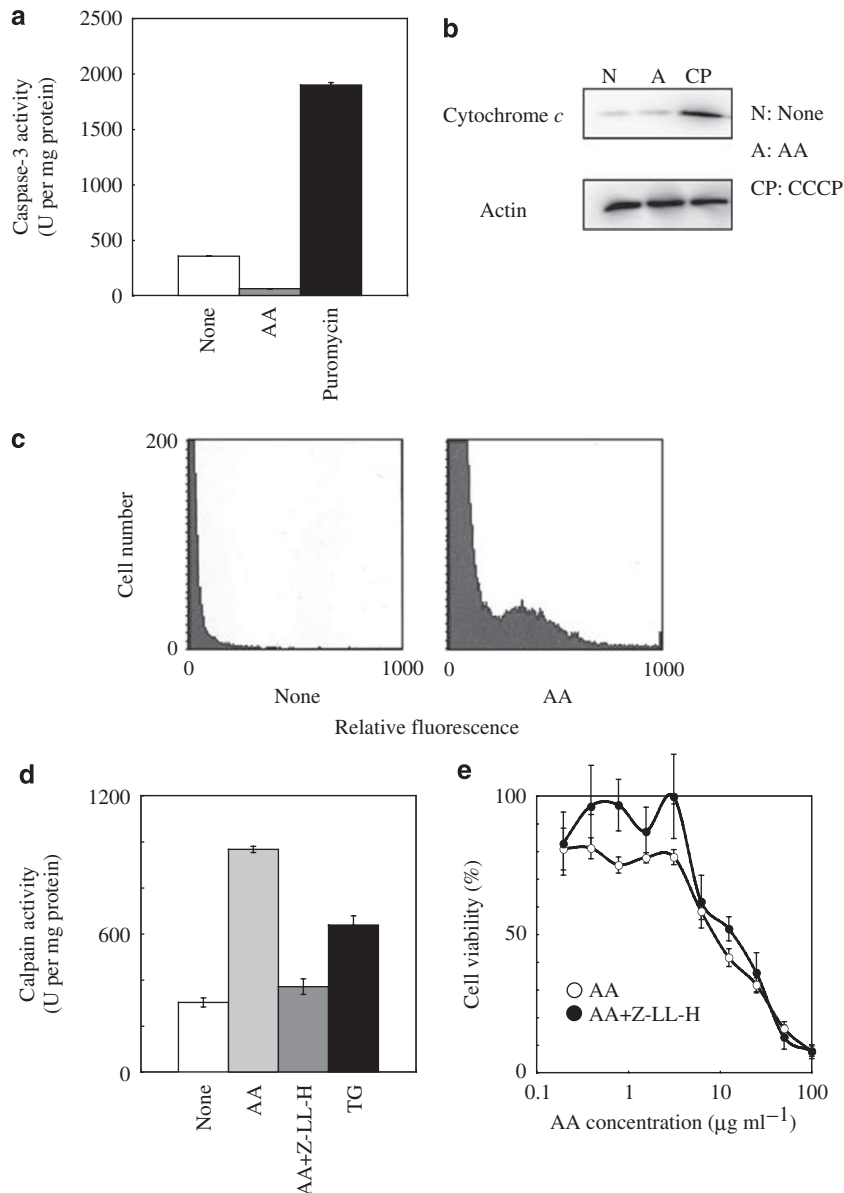 a
2500
2000
1500
1000
500
0
Caspase-3 activity
(U per mg protein)
None
AA
Puromycin
b
N A CP
Cytochrome c
Actin
N: None
A: AA
CP: CCCP
c
200
0
Cell number
0 1000
None
0 1000
AA
Relative fluorescence
d
1200
600
0
Calpain activity
(U per mg protein)
None
AA
AA+Z-LL-H
TG
e
100
50
0
Cell viability (%)
AA
AA+Z-LL-H
0.1 1 10 100
AA concentration (μg ml⁻¹)